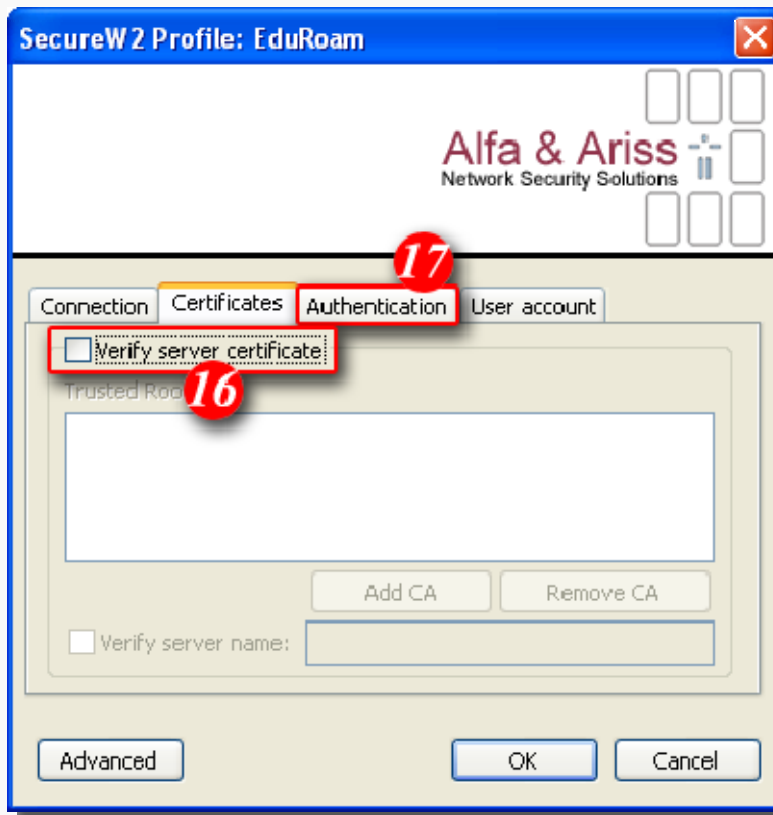 SecureW2 Profile: EduRoam
Alfa & Ariss
Network Security Solutions
17
Connection Certificates Authentication User account
Verify server certificate
16
Trusted
Add CA Remove CA
Verify server name:
Advanced OK Cancel